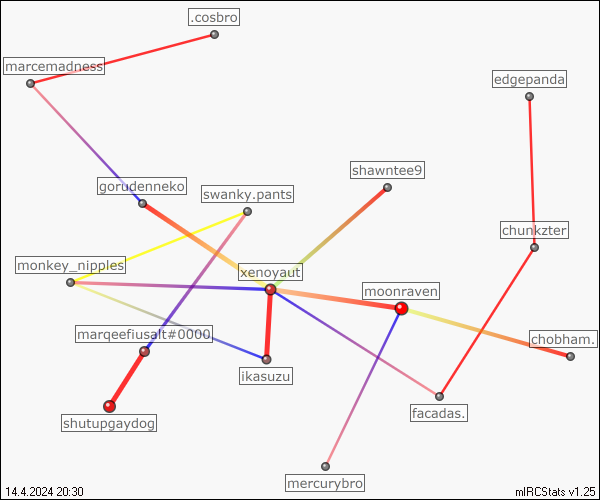 .cosbro
marcemadness
edgepanda
shawntee9
gorudenneko
swanky.pants
chunkzter
monkey_nipples
xenoyaut
moonraven
marqeefiusalt#0000
chobham.
ikasuzu
facadas.
shutupgaydog
mercurybro
14.4.2024 20:30
mIRCStats v1.25